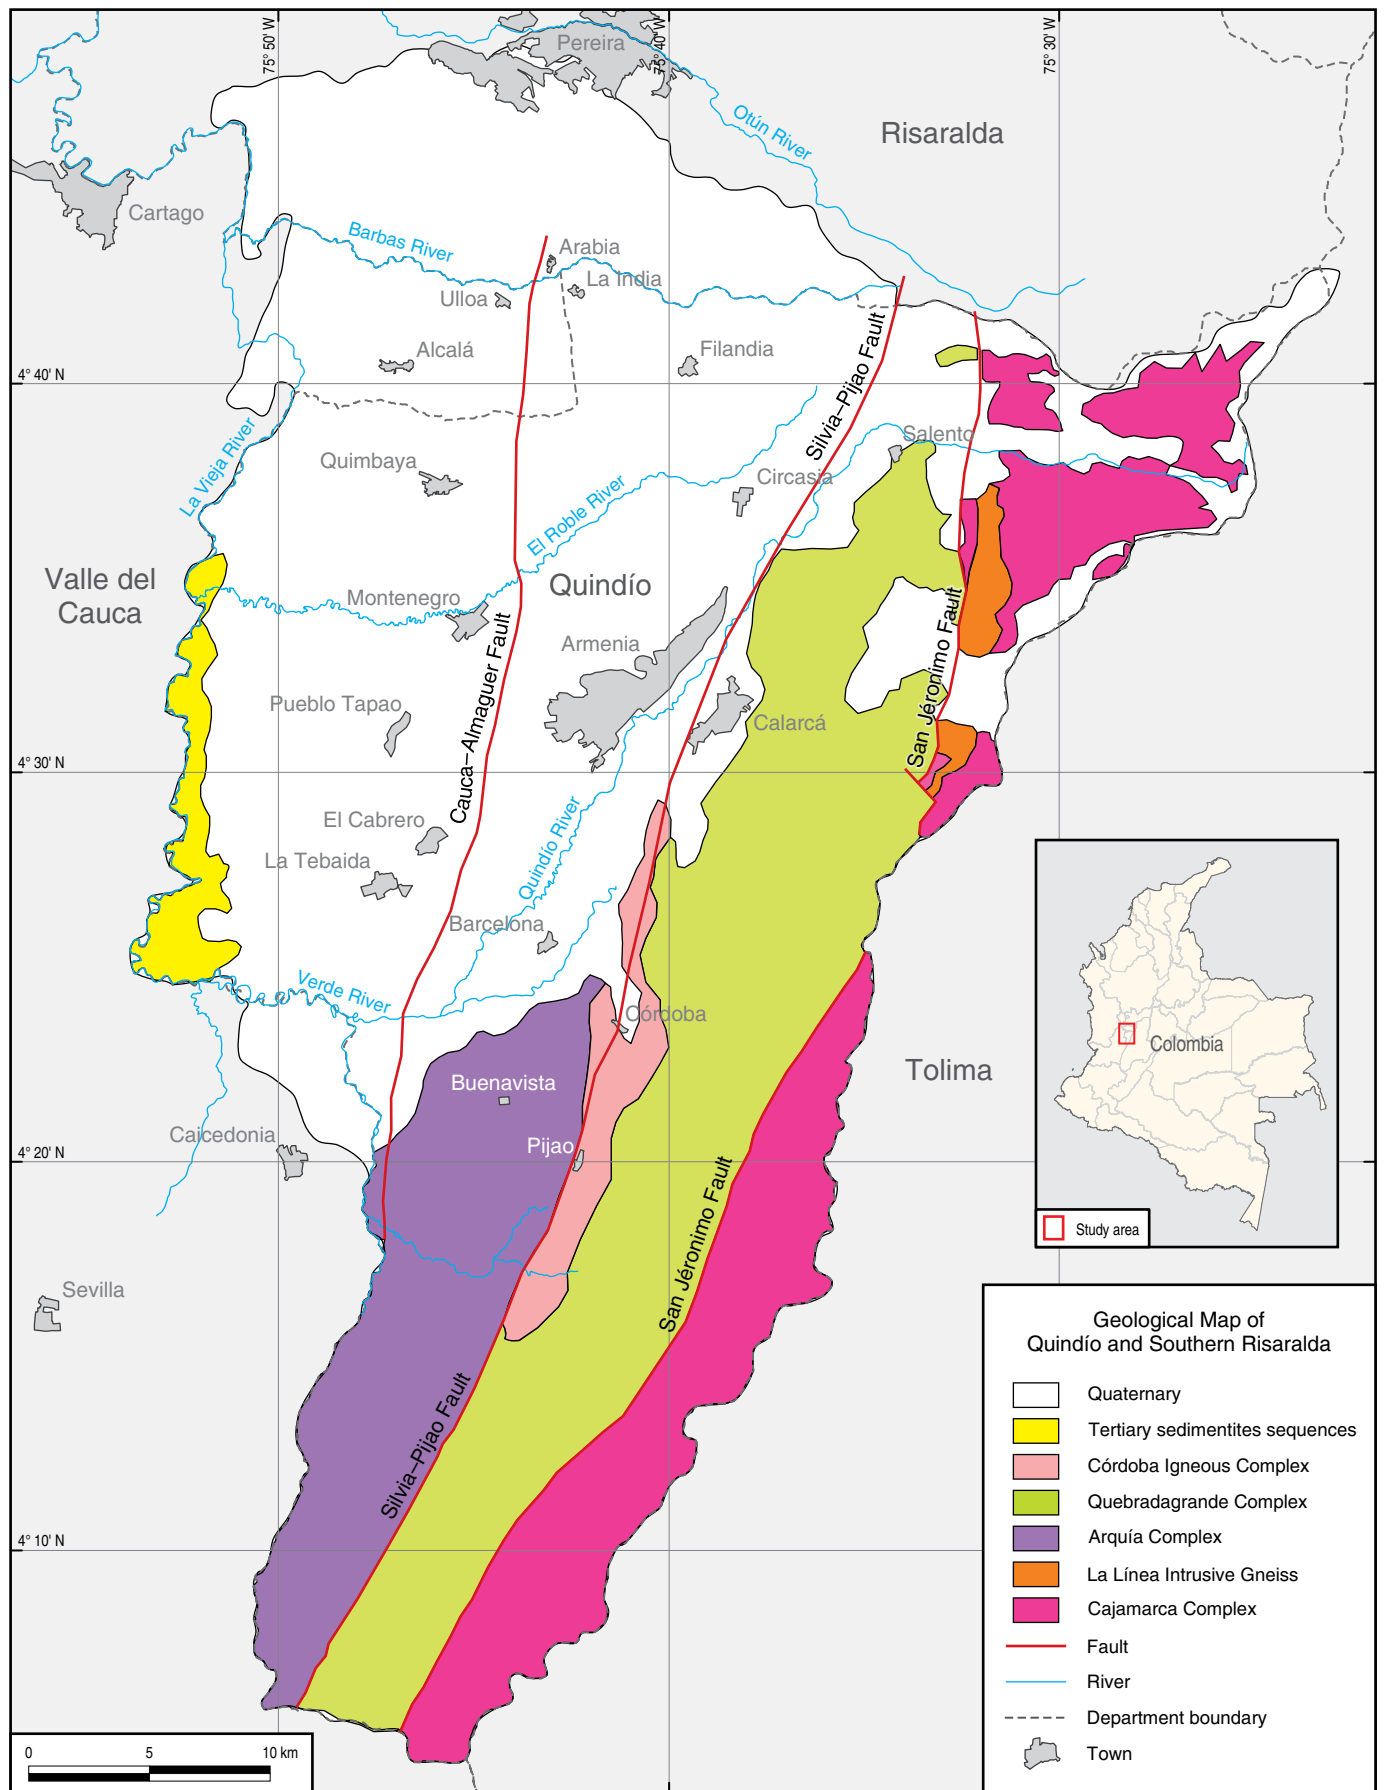 75° 50' W
75° 40' W
75° 30' W
Pereira
Otún River
Risaralda
Cartago
Barbas River
Arabia
La India
Ulloa
Alcalá
Filandia
Silvia–Pijao Fault
4° 40' N
La Vieja River
Quimbaya
Salento
Circasia
El Roble River
Valle del
Cauca
Quindío
Montenegro
Armenia
Cauca–Almaguer Fault
San Jéronimo Fault
Pueblo Tapao
Calarcá
4° 30' N
El Cabrero
La Tebaida
Quindío River
Barcelona
Verde River
Córdoba
Tolima
Colombia
Buenavista
Caicedonia
Pijao
4° 20' N
San Jéronimo Fault
Study area
Sevilla
Silvia–Pijao Fault
4° 10' N
Geological Map of
Quindío and Southern Risaralda
Quaternary
Tertiary sedimentites sequences
Córdoba Igneous Complex
Quebradagrande Complex
Arquía Complex
La Línea Intrusive Gneiss
Cajamarca Complex
Fault
River
Department boundary
Town
0 5 10 km